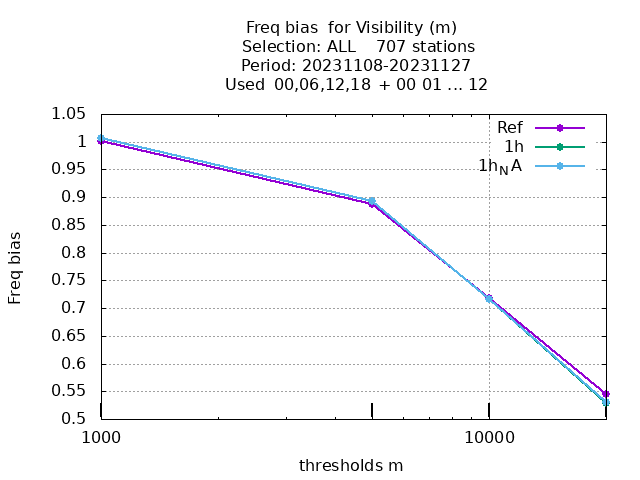 Freq bias  for Visibility (m)
Selection: ALL    707 stations
Period: 20231108-20231127
Used  00,06,12,18  + 00 01 ... 12
Ref
1h
1h_N A
1.05
1
0.95
0.9
0.85
0.8
0.75
0.7
0.65
0.6
0.55
0.5
Freq bias
1000
10000
thresholds m